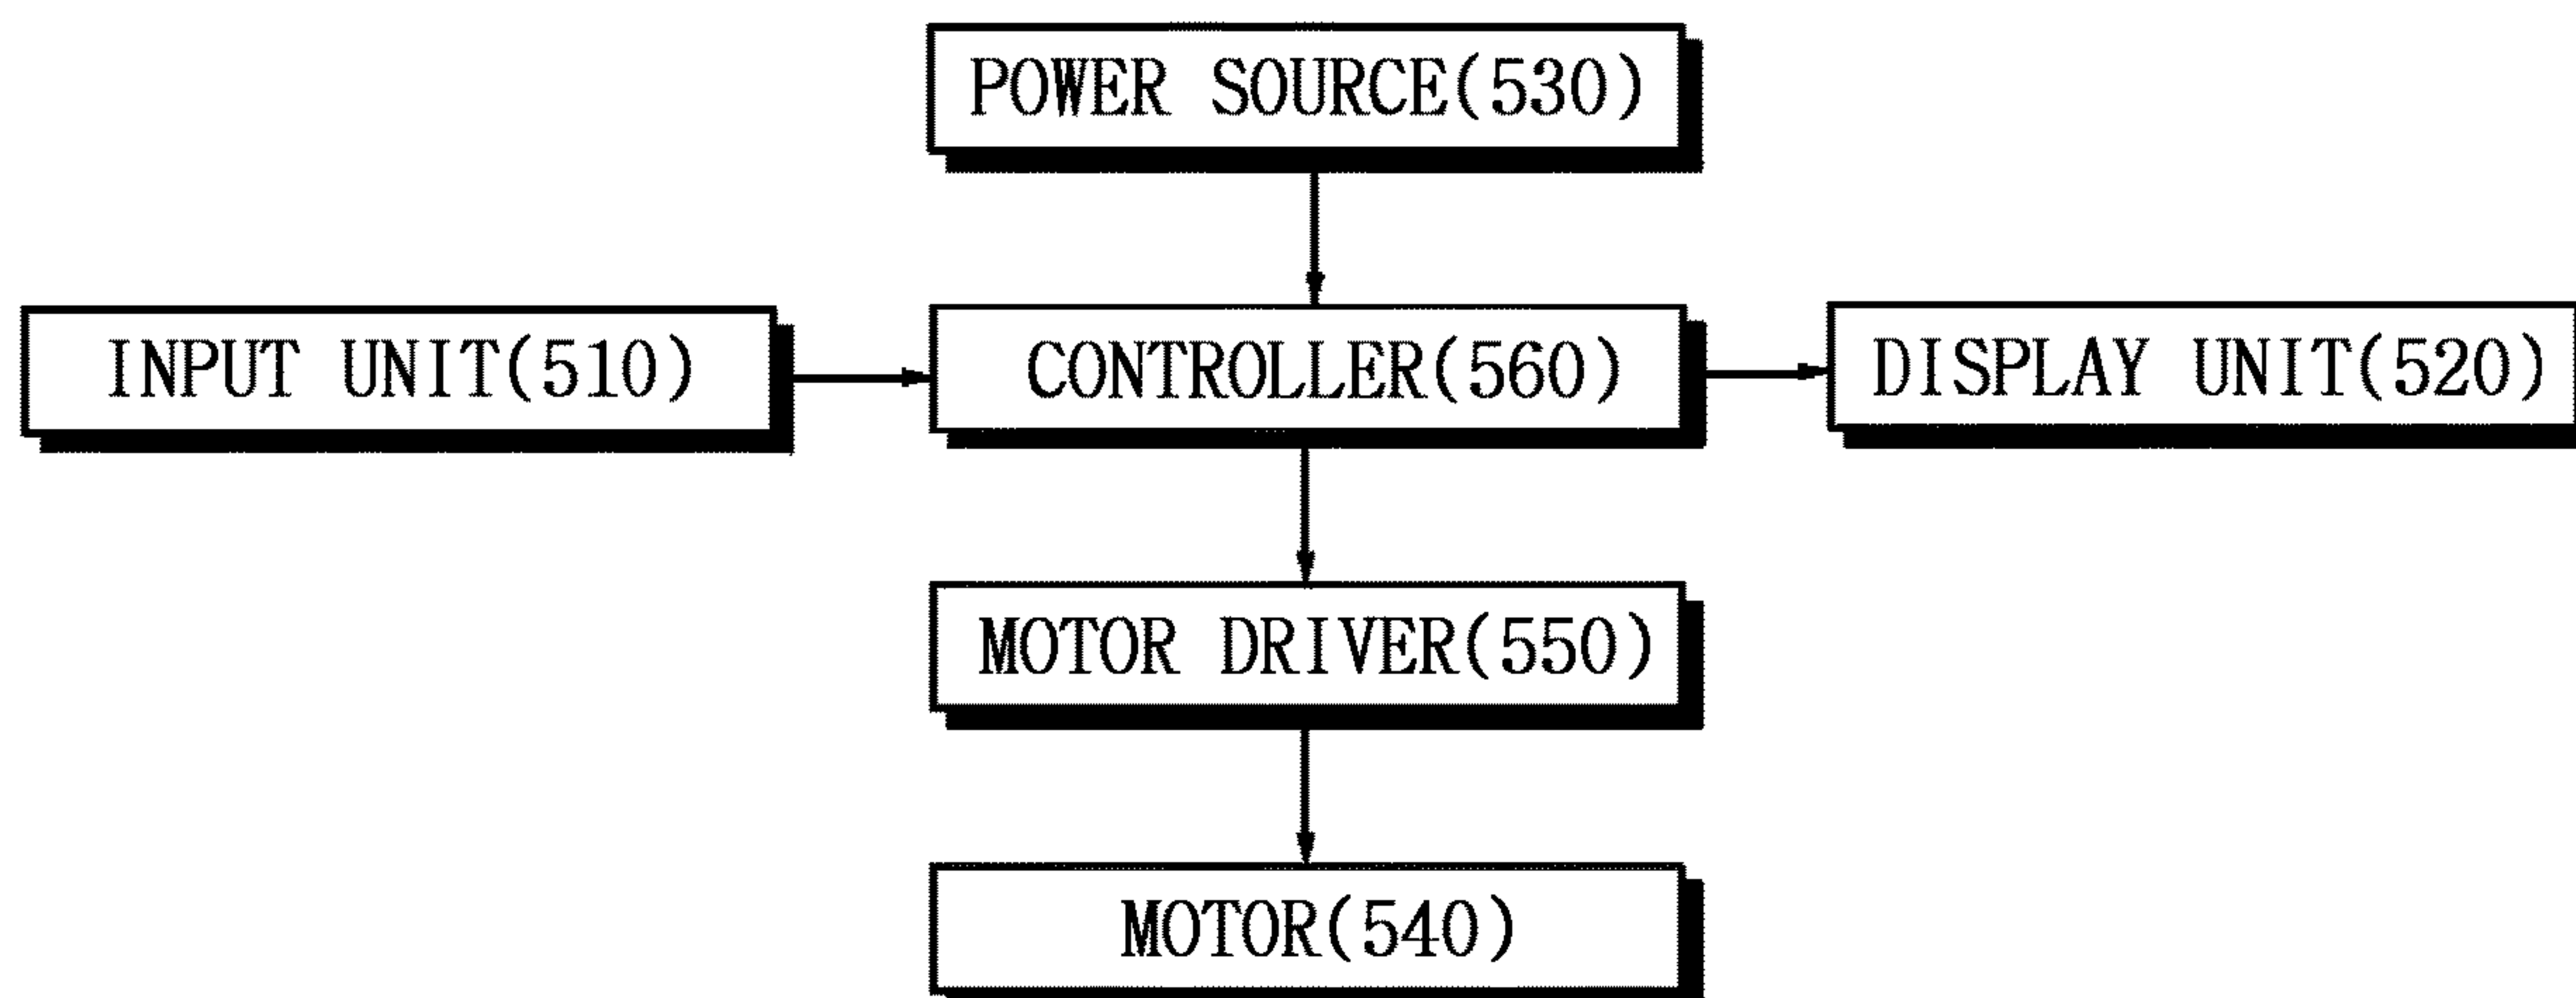 POWER SOURCE(530)
INPUT UNIT(510)
CONTROLLER(560)
DISPLAY UNIT(520)
MOTOR DRIVER(550)
MOTOR(540)